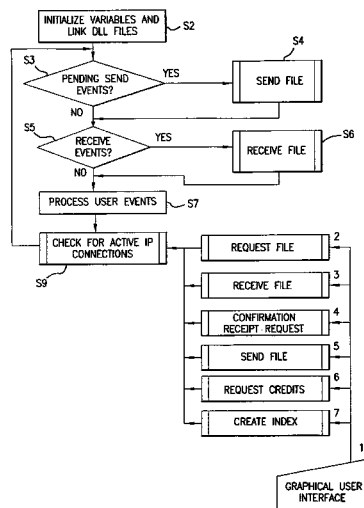 INITIALIZE VARIABLES AND
LINK DLL FILES
S2
S3
PENDING SEND
EVENTS?
YES
S4
SEND FILE
NO
S5
RECEIVE
EVENTS?
YES
S6
RECEIVE FILE
NO
PROCESS USER EVENTS
S7
CHECK FOR ACTIVE IP
CONNECTIONS
S9
REQUEST FILE
2
RECEIVE FILE
3
CONFIRMATION
RECEIPT REQUEST
4
SEND FILE
5
REQUEST CREDITS
6
CREATE INDEX
7
1
GRAPHICAL USER
INTERFACE